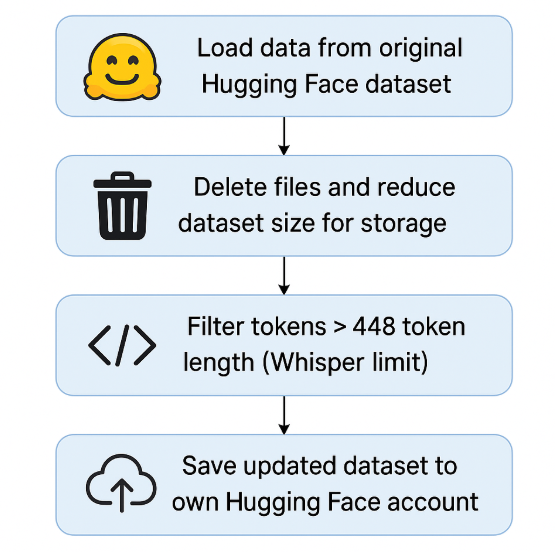 Load data from original
Hugging Face dataset
Delete files and reduce
dataset size for storage
Filter tokens > 448 token
length (Whisper limit)
Save updated dataset to
own Hugging Face account